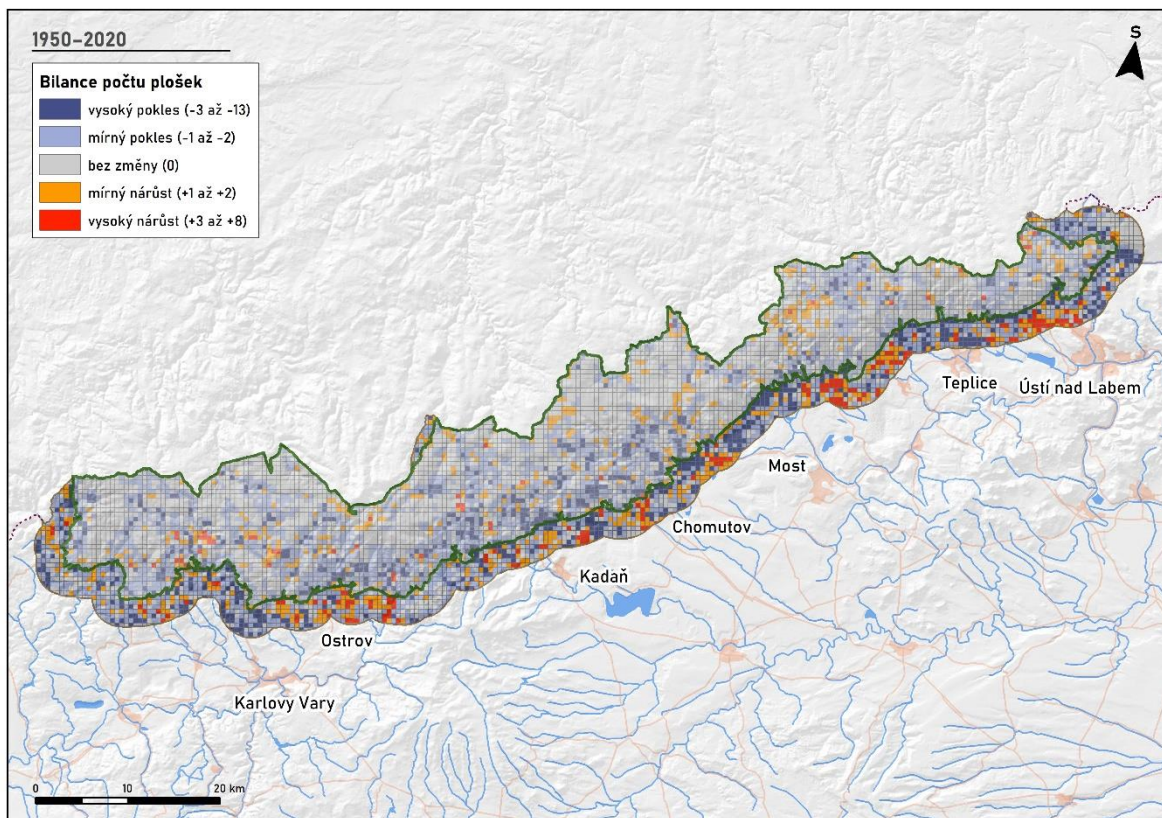 1950–2020
Bilance počtu plošek
vysoký pokles (-3 až -13)
mírný pokles (-1 až -2)
bez změny (0)
mírný nárůst (+1 až +2)
vysoký nárůst (+3 až +8)
S
Teplice
Ústí nad Labem
Most
Chomutov
Kadaň
Ostrov
Karlovy Vary
0 10 20 km